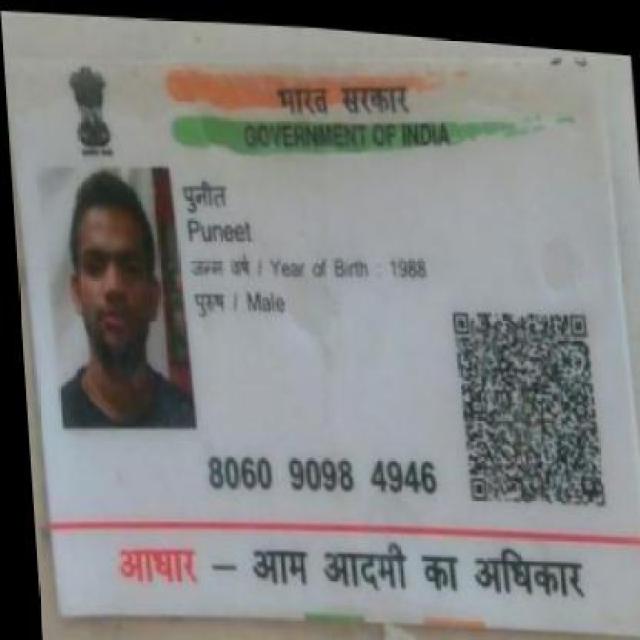 भारत सरकार
GOVERNMENT OF INDIA
पुनीत
Puneet
जन्म वर्ष / Year of Birth : 1988
पुरुष / Male
8060 9098 4946
आधार – आम आदमी का अधिकार